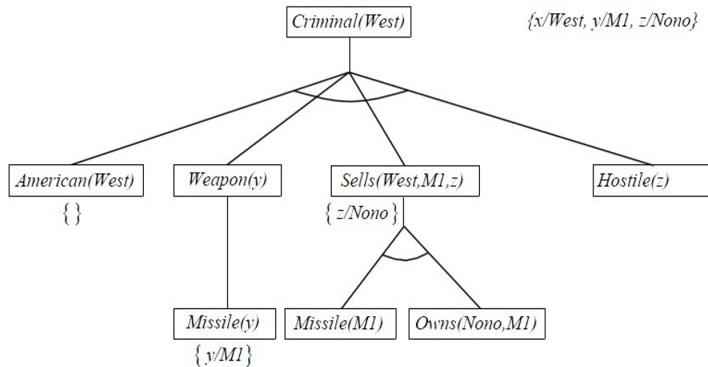 Criminal(West)
{x/West, y/M1, z/Nono}
American(West)
Weapon(y)
Sells(West,M1,z)
Hostile(z)
{ }
{ z/Nono }
Missile(y)
Missile(M1)
Owns(Nono,M1)
{ y/M1 }